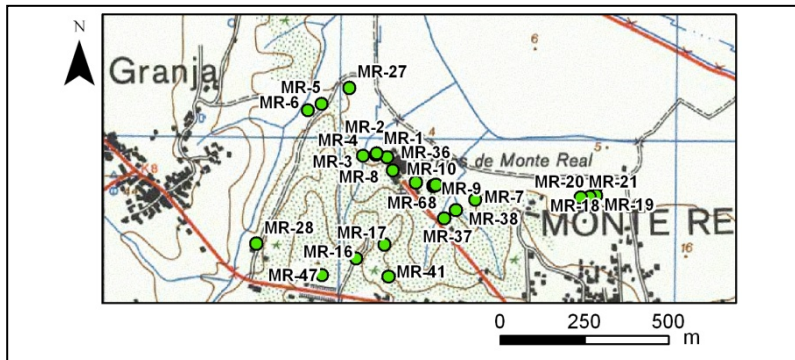 N
6
MR-27
Granja
MR-5
MR-6
MR-2
MR-1
4
MR-4
MR-36
5
MR-3
s de Monte Real
MR-10
MR-8
MR-9
MR-20
MR-21
MR-7
MR-68
MR-18
MR-19
MR-38
MONTE RE
MR-28
MR-17
MR-37
MR-16
16
MR-47
MR-41
0 250 500
m